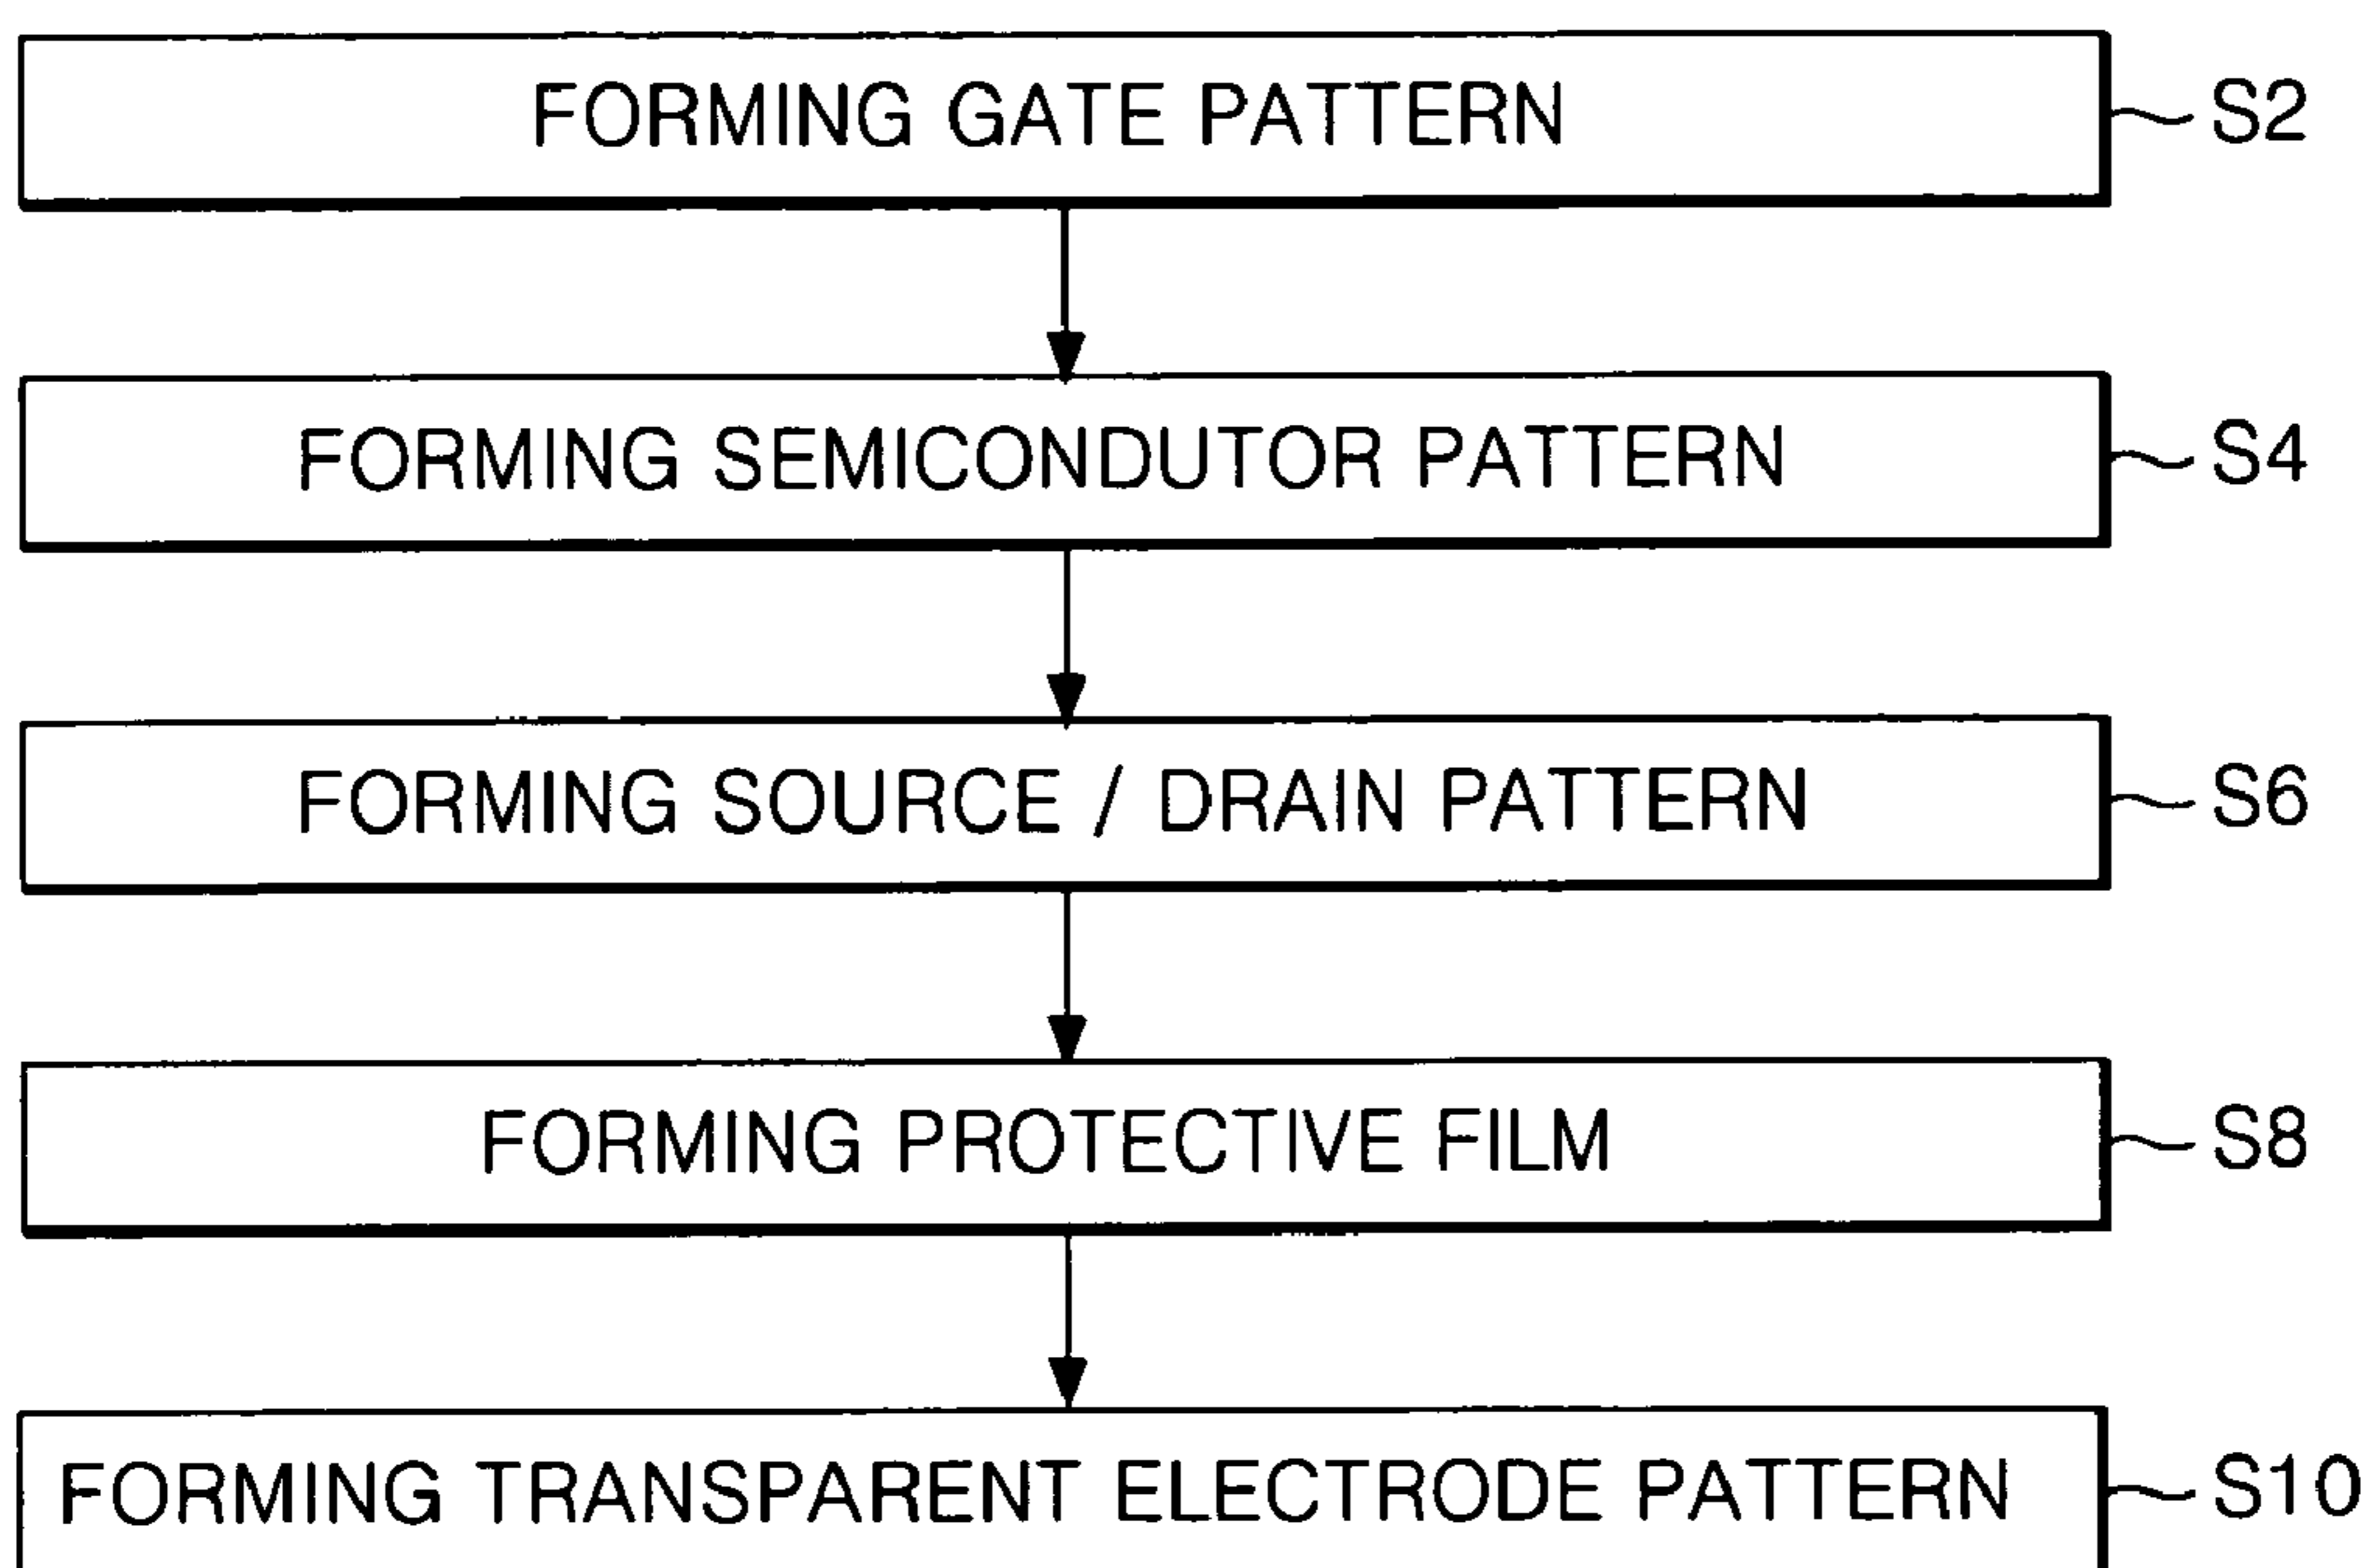 FORMING GATE PATTERN S2
FORMING SEMICONDUTOR PATTERN S4
FORMING SOURCE / DRAIN PATTERN S6
FORMING PROTECTIVE FILM S8
FORMING TRANSPARENT ELECTRODE PATTERN S10